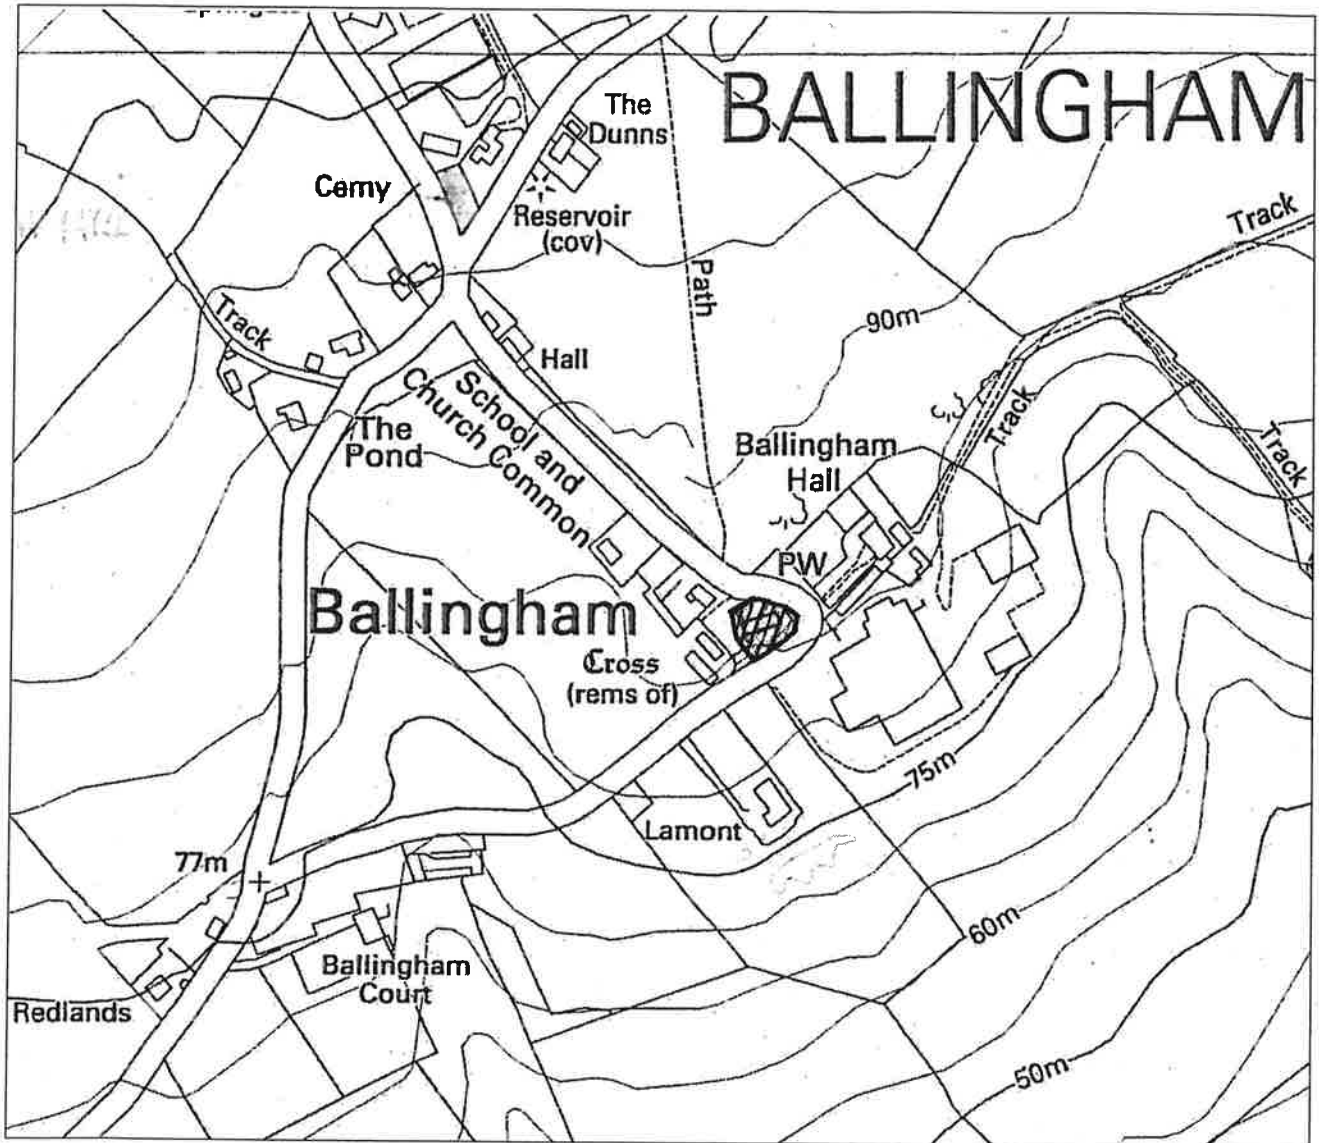 BALLINGHAM
The
Dunns
Cemy
Reservoir
(cov)
Track
Path
Track
90m
Hall
School and
Church Common
The
Pond
Track
Track
Ballingham
Hall
PW
Ballingham
Cross
(rems of)
75m
Lamont
77m
60m
Ballingham
Court
Redlands
50m